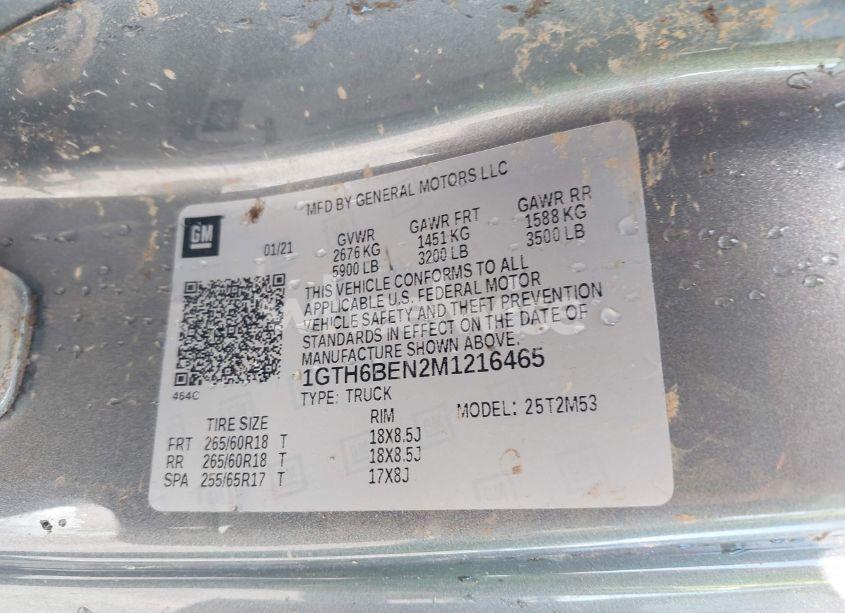 MFD BY GENERAL MOTORS LLC
GM
01/21
GVWR GAWR FRT GAWR RR
2676 KG 1451 KG 1588 KG
5900 LB 3200 LB 3500 LB
THIS VEHICLE CONFORMS TO ALL
APPLICABLE U.S. FEDERAL MOTOR
VEHICLE SAFETY AND THEFT PREVENTION
STANDARDS IN EFFECT ON THE DATE OF
MANUFACTURE SHOWN ABOVE.
1GTH6BEN2M1216465
464C
TYPE: TRUCK MODEL: 25T2M53
TIRE SIZE RIM
FRT 265/60R18 T 18X8.5J
RR 265/60R18 T 18X8.5J
SPA 255/65R17 T 17X8J